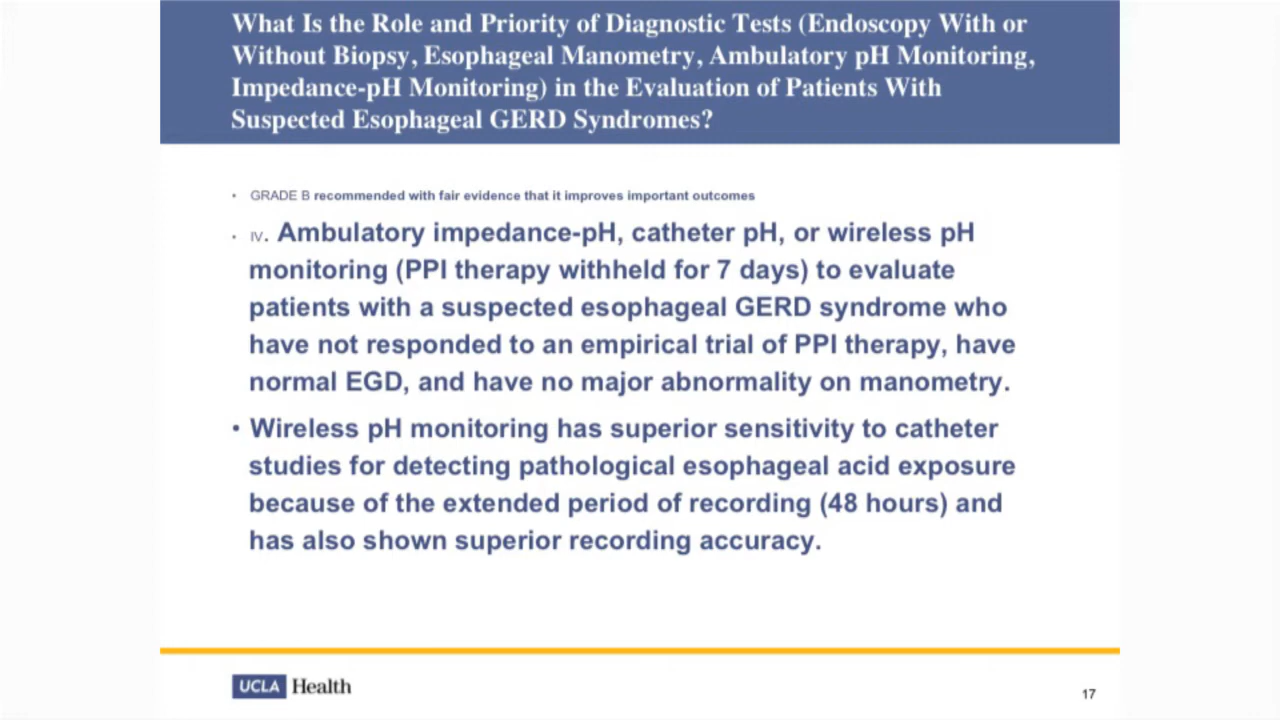 What Is the Role and Priority of Diagnostic Tests (Endoscopy With or
Without Biopsy, Esophageal Manometry, Ambulatory pH Monitoring,
Impedance-pH Monitoring) in the Evaluation of Patients With
Suspected Esophageal GERD Syndromes?
• GRADE B recommended with fair evidence that it improves important outcomes
• IV. Ambulatory impedance-pH, catheter pH, or wireless pH
monitoring (PPI therapy withheld for 7 days) to evaluate
patients with a suspected esophageal GERD syndrome who
have not responded to an empirical trial of PPI therapy, have
normal EGD, and have no major abnormality on manometry.
• Wireless pH monitoring has superior sensitivity to catheter
studies for detecting pathological esophageal acid exposure
because of the extended period of recording (48 hours) and
has also shown superior recording accuracy.
UCLA Health
17